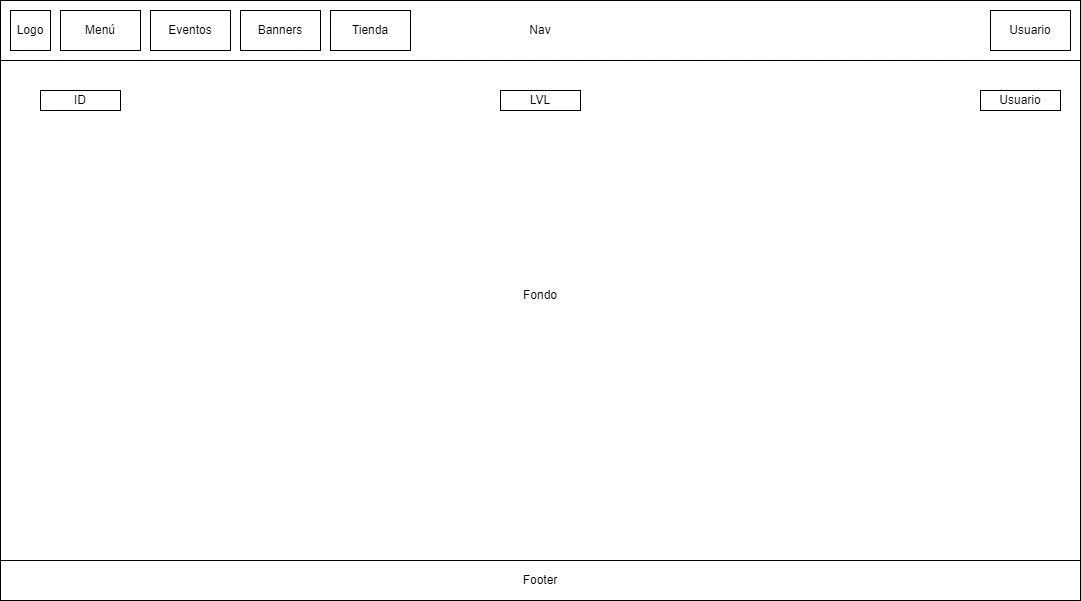 Logo
Menú
Eventos
Banners
Tienda
Nav
Usuario
ID
LVL
Usuario
Fondo
Footer